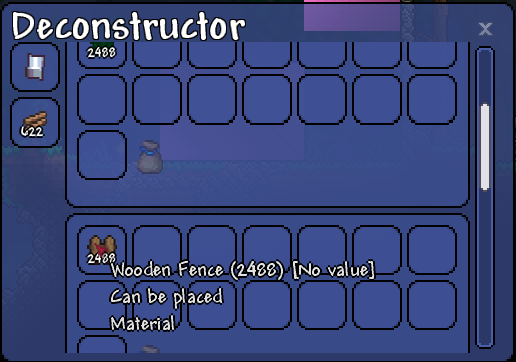 Deconstructor
x
2488
622
2488
Wooden Fence (2488) [No value]
Can be placed
Material